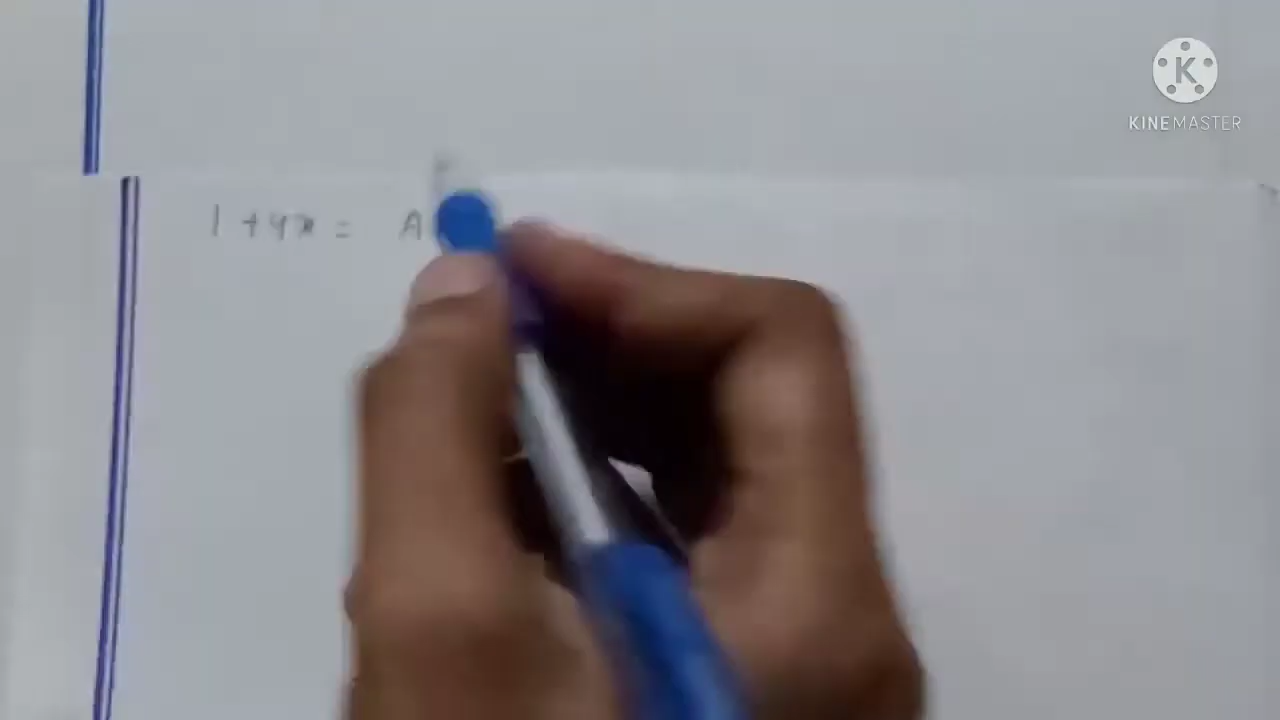 K
KINEMASTER
1 + 4x = A